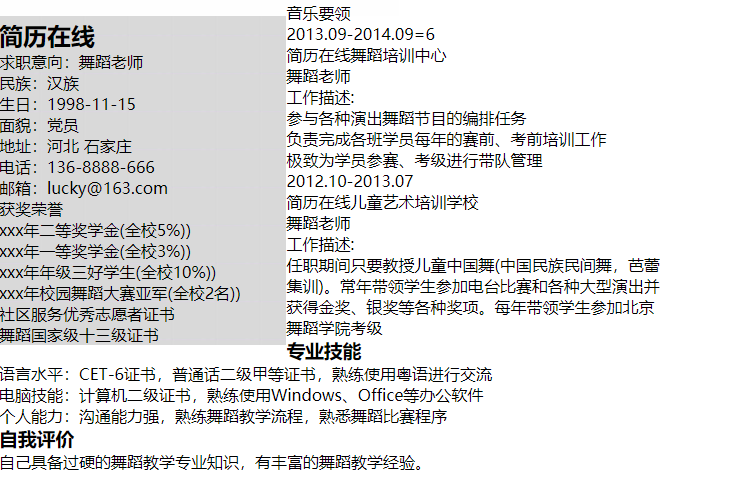 简历在线
求职意向：舞蹈老师
民族：汉族
生日：1998-11-15
面貌：党员
地址：河北 石家庄
电话：136-8888-666
邮箱：lucky@163.com
获奖荣誉
xxx年二等奖学金(全校5%))
xxx年一等奖学金(全校3%))
xxx年年级三好学生(全校10%))
xxx年校园舞蹈大赛亚军(全校2名))
社区服务优秀志愿者证书
舞蹈国家级十三级证书
音乐要领
2013.09-2014.09=6
简历在线舞蹈培训中心
舞蹈老师
工作描述:
参与各种演出舞蹈节目的编排任务
负责完成各班学员每年的赛前、考前培训工作
极致为学员参赛、考级进行带队管理
2012.10-2013.07
简历在线儿童艺术培训学校
舞蹈老师
工作描述:
任职期间只要教授儿童中国舞(中国民族民间舞，芭蕾
集训)。常年带领学生参加电台比赛和各种大型演出并
获得金奖、银奖等各种奖项。每年带领学生参加北京
舞蹈学院考级
专业技能
语言水平：CET-6证书，普通话二级甲等证书，熟练使用粤语进行交流
电脑技能：计算机二级证书，熟练使用Windows、Office等办公软件
个人能力：沟通能力强，熟练舞蹈教学流程，熟悉舞蹈比赛程序
自我评价
自己具备过硬的舞蹈教学专业知识，有丰富的舞蹈教学经验。